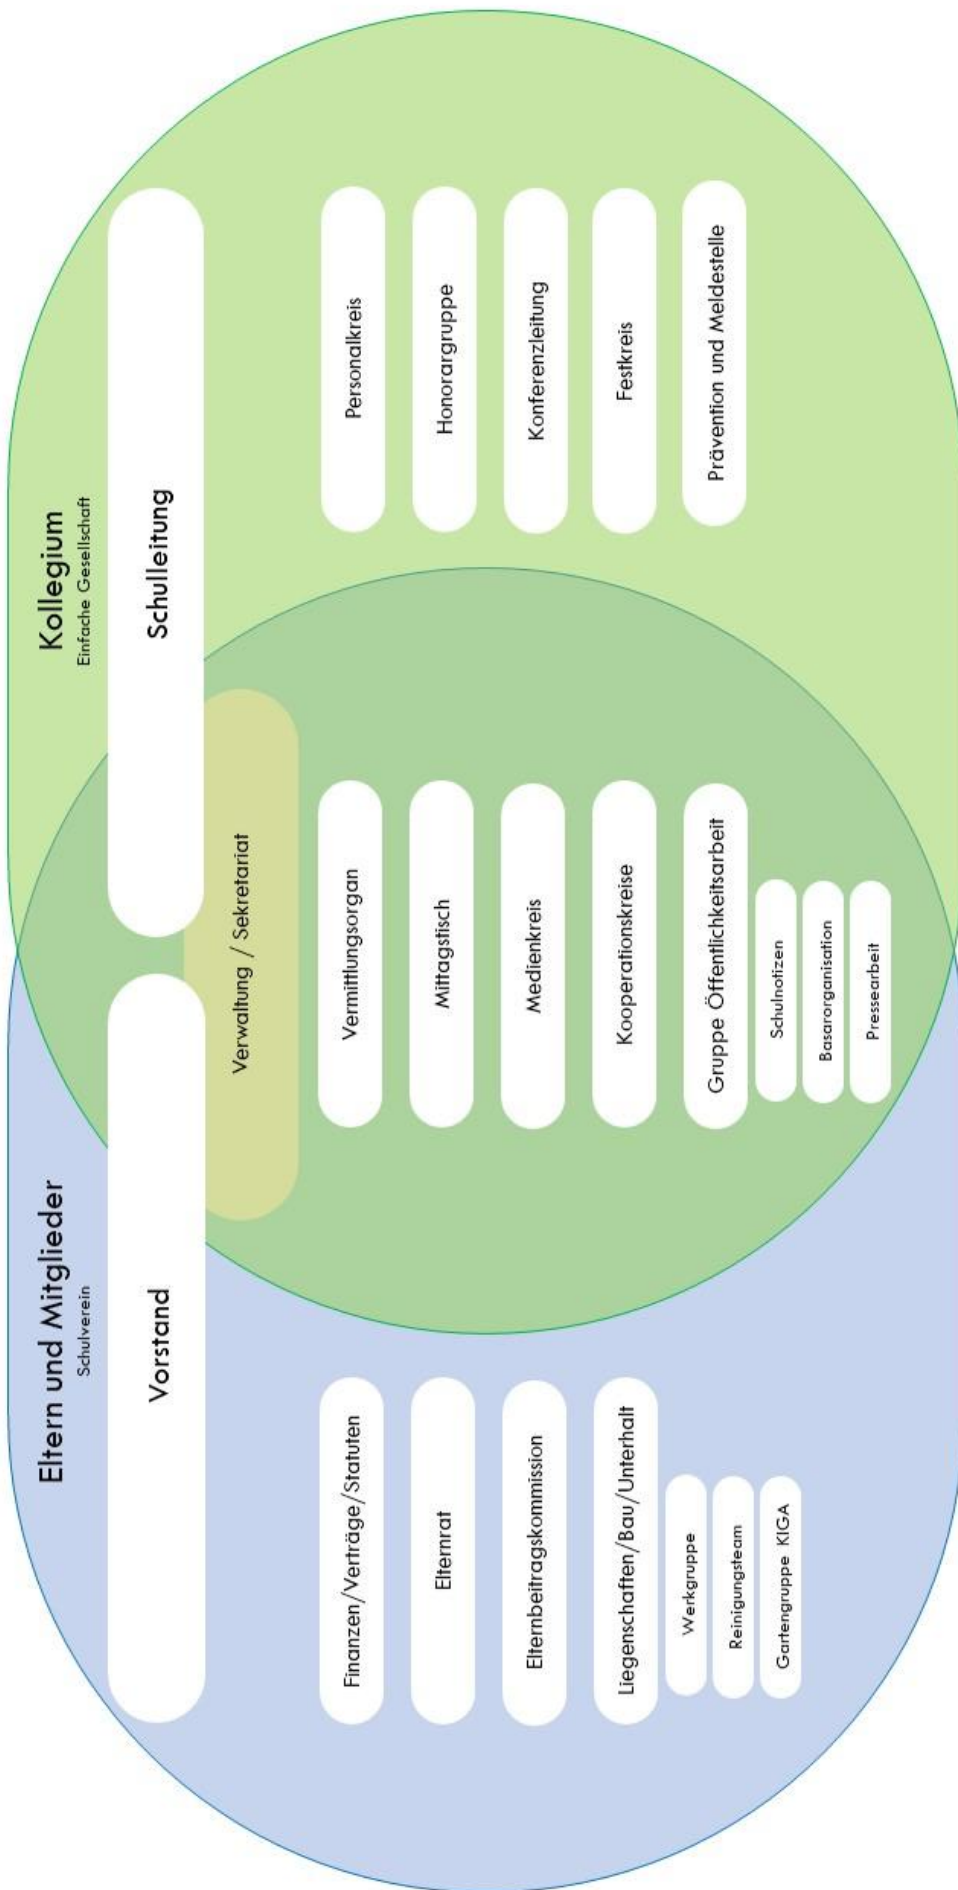 Eltern und Mitglieder
Schulverein
Kollegium
Einfache Gesellschaft
Vorstand
Schulleitung
Verwaltung / Sekretariat
Finanzen/Verträge/Statuten
Elternrat
Elternbeitragskommission
Liegenschaften/Bau/Unterhalt
Werkgruppe
Reinigungsteam
Gartengruppe KIGA
Vermittlungsorgan
Mittagstisch
Medienkreis
Kooperationskreise
Gruppe Öffentlichkeitsarbeit
Schulnotizen
Basarorganisation
Pressearbeit
Personalkreis
Honorargruppe
Konferenzleitung
Festkreis
Prävention und Meldestelle